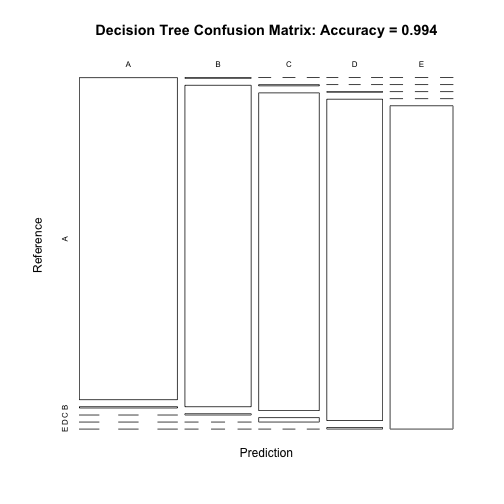 Decision Tree Confusion Matrix: Accuracy = 0.994
A B C D E
Reference
A
E D C B
Prediction